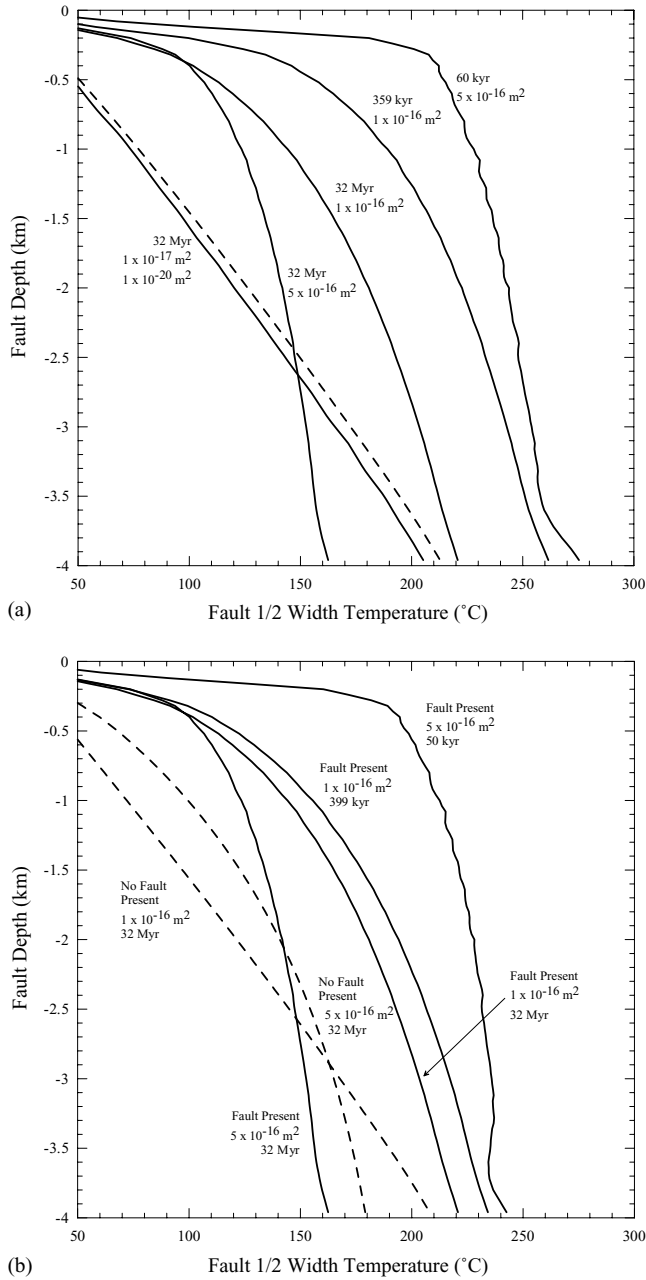 0
-0.5
-1
-1.5
-2
-2.5
-3
-3.5
-4
Fault Depth (km)
60 kyr
5 x 10⁻¹⁶ m²
359 kyr
1 x 10⁻¹⁶ m²
32 Myr
1 x 10⁻¹⁶ m²
32 Myr
1 x 10⁻¹⁷ m²
1 x 10⁻²⁰ m²
32 Myr
5 x 10⁻¹⁶ m²
50 100 150 200 250 300
(a) Fault 1/2 Width Temperature (˚C)
0
-0.5
-1
-1.5
-2
-2.5
-3
-3.5
-4
Fault Depth (km)
Fault Present
5 x 10⁻¹⁶ m²
50 kyr
Fault Present
1 x 10⁻¹⁶ m²
399 kyr
No Fault
Present
1 x 10⁻¹⁶ m²
32 Myr
No Fault
Present
5 x 10⁻¹⁶ m²
32 Myr
Fault Present
1 x 10⁻¹⁶ m²
32 Myr
Fault Present
5 x 10⁻¹⁶ m²
32 Myr
50 100 150 200 250 300
(b) Fault 1/2 Width Temperature (˚C)